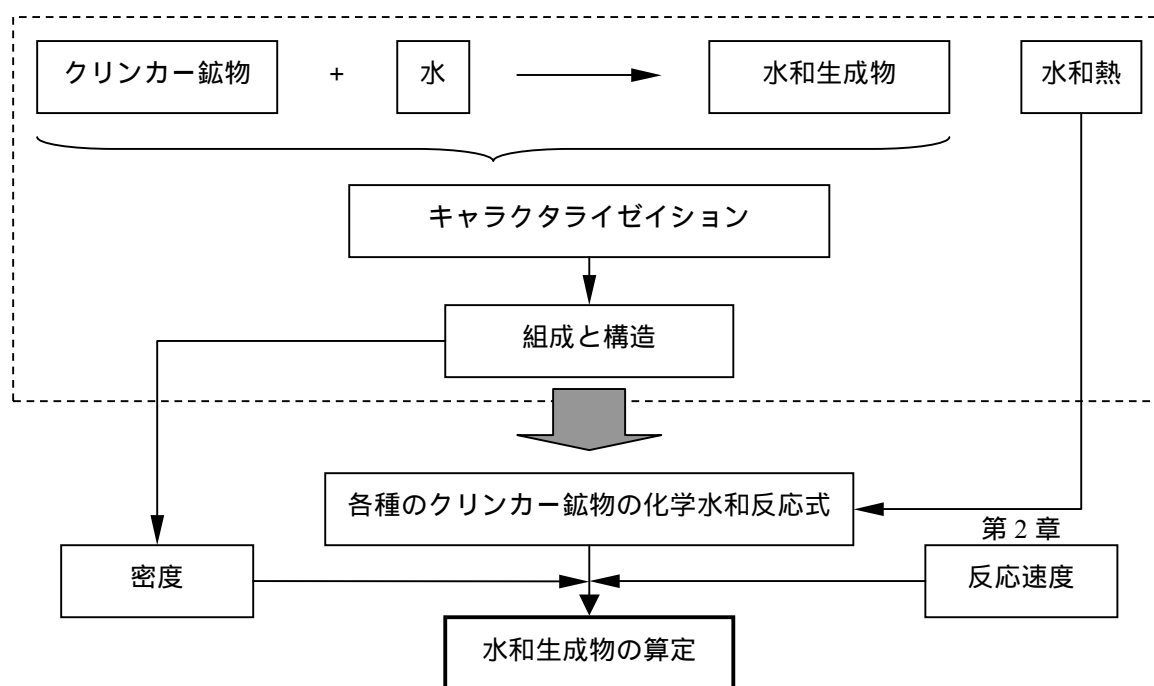 クリンカー鉱物 + 水 水和生成物 水和熱
キャラクタライゼイション
組成と構造
各種のクリンカー鉱物の化学水和反応式
第2章
密度 反応速度
水和生成物の算定